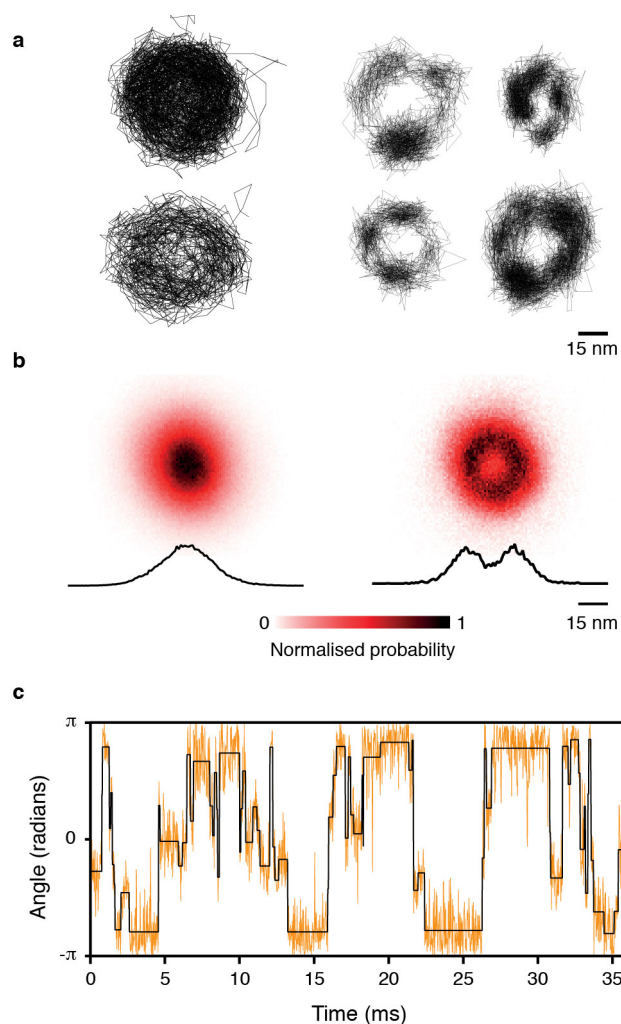 a
15 nm
b
0 1
15 nm
Normalised probability
c
π
0
-π
Angle (radians)
0 5 10 15 20 25 30 35
Time (ms)